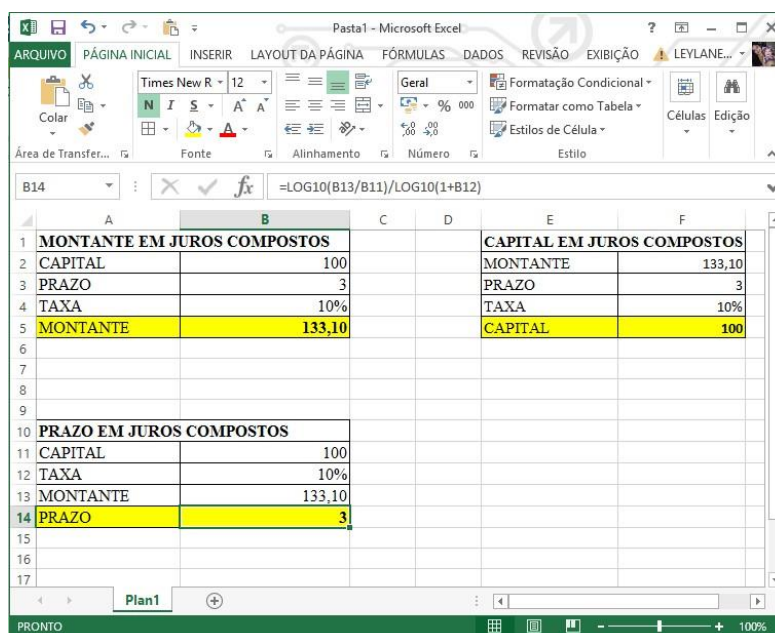 Pasta1 - Microsoft Excel ?
ARQUIVO PÁGINA INICIAL INSERIR LAYOUT DA PÁGINA FÓRMULAS DADOS REVISÃO EXIBIÇÃO LEYLANE...
Colar
Times New R 12
N I S A A
A
Geral
% 000
Formatação Condicional
Formatar como Tabela
Estilos de Célula
Células Edição
Área de Transfer... Fonte Alinhamento Número Estilo
B14 fx =LOG10(B13/B11)/LOG10(1+B12)
A B C D E F
1 MONTANTE EM JUROS COMPOSTOS CAPITAL EM JUROS COMPOSTOS
2 CAPITAL 100 MONTANTE 133,10
3 PRAZO 3 PRAZO 3
4 TAXA 10% TAXA 10%
5 MONTANTE 133,10 CAPITAL 100
6
7
8
9
10 PRAZO EM JUROS COMPOSTOS
11 CAPITAL 100
12 TAXA 10%
13 MONTANTE 133,10
14 PRAZO 3
15
16
17
Plan1
PRONTO 100%